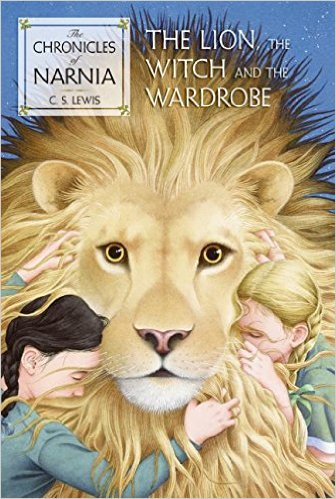 The
CHRONICLES
of
NARNIA
C. S. LEWIS
THE LION, THE
WITCH AND THE
WARDROBE